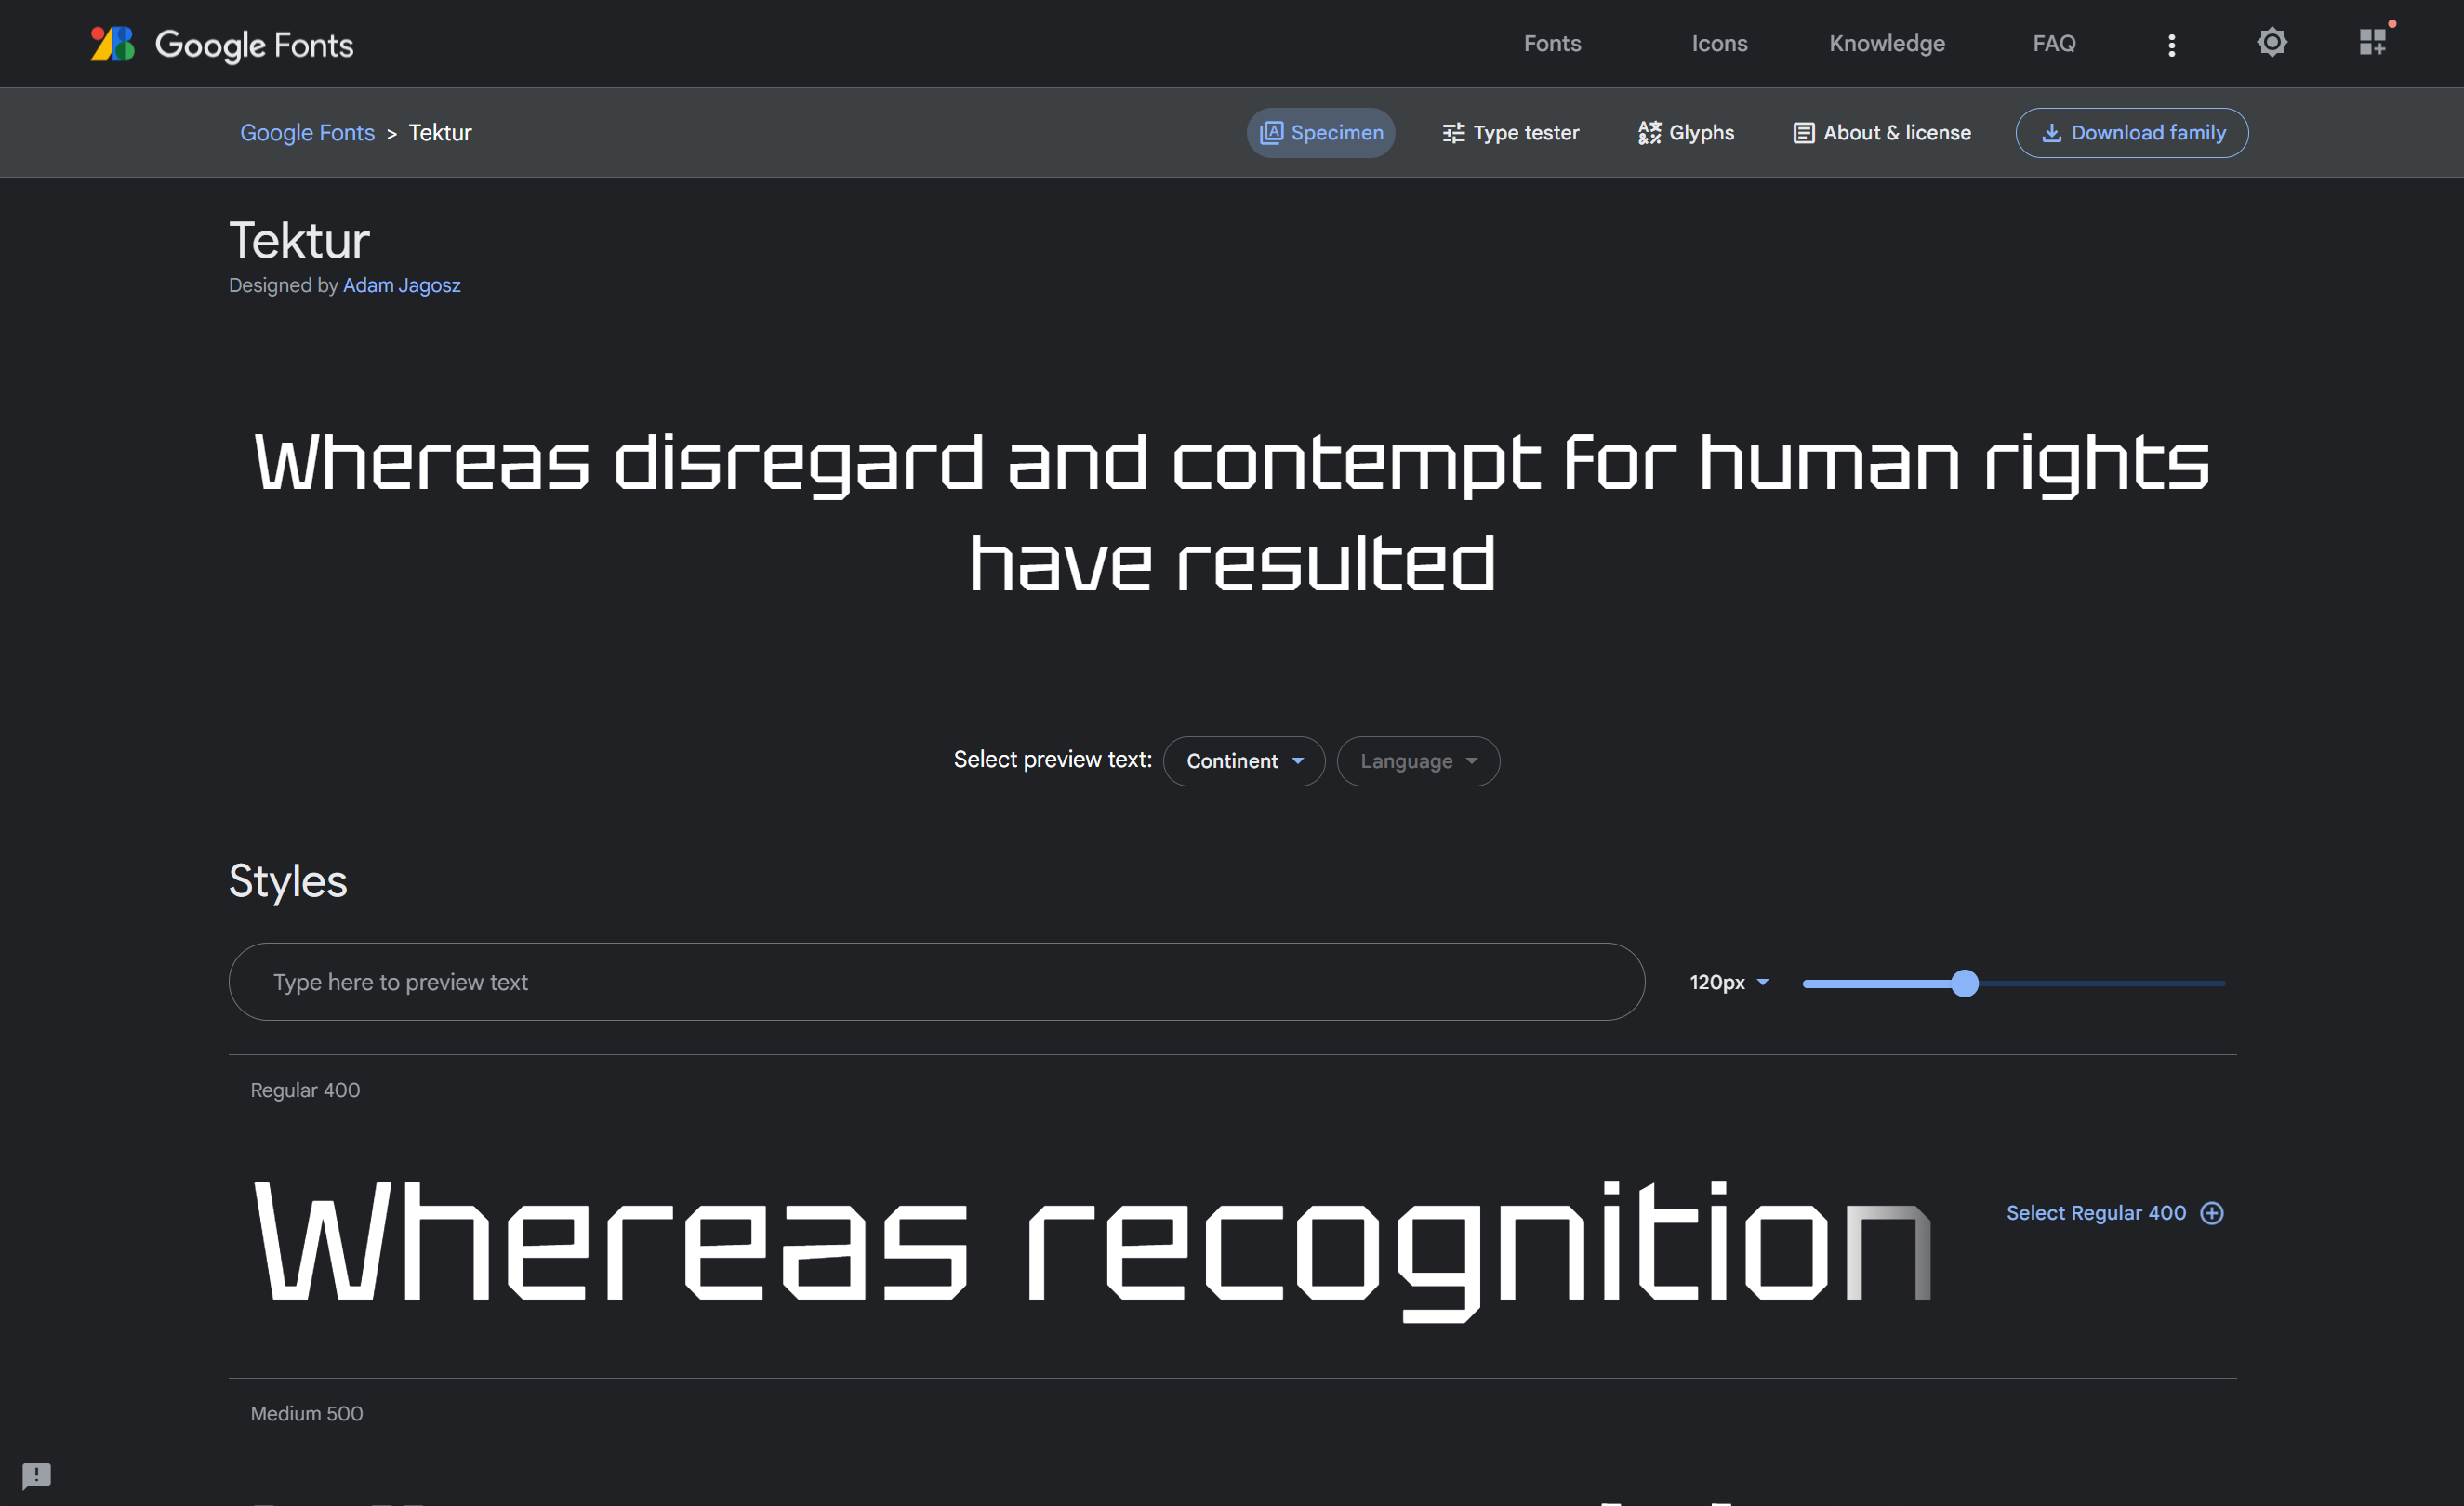 Google Fonts
Fonts
Icons
Knowledge
FAQ
Google Fonts > Tektur
Specimen
Type tester
Glyphs
About & license
Download family
Tektur
Designed by Adam Jagosz
Whereas disregard and contempt for human rights
have resulted
Select preview text:
Continent
Language
Styles
Type here to preview text
120px
Regular 400
Whereas recognition
Select Regular 400
Medium 500